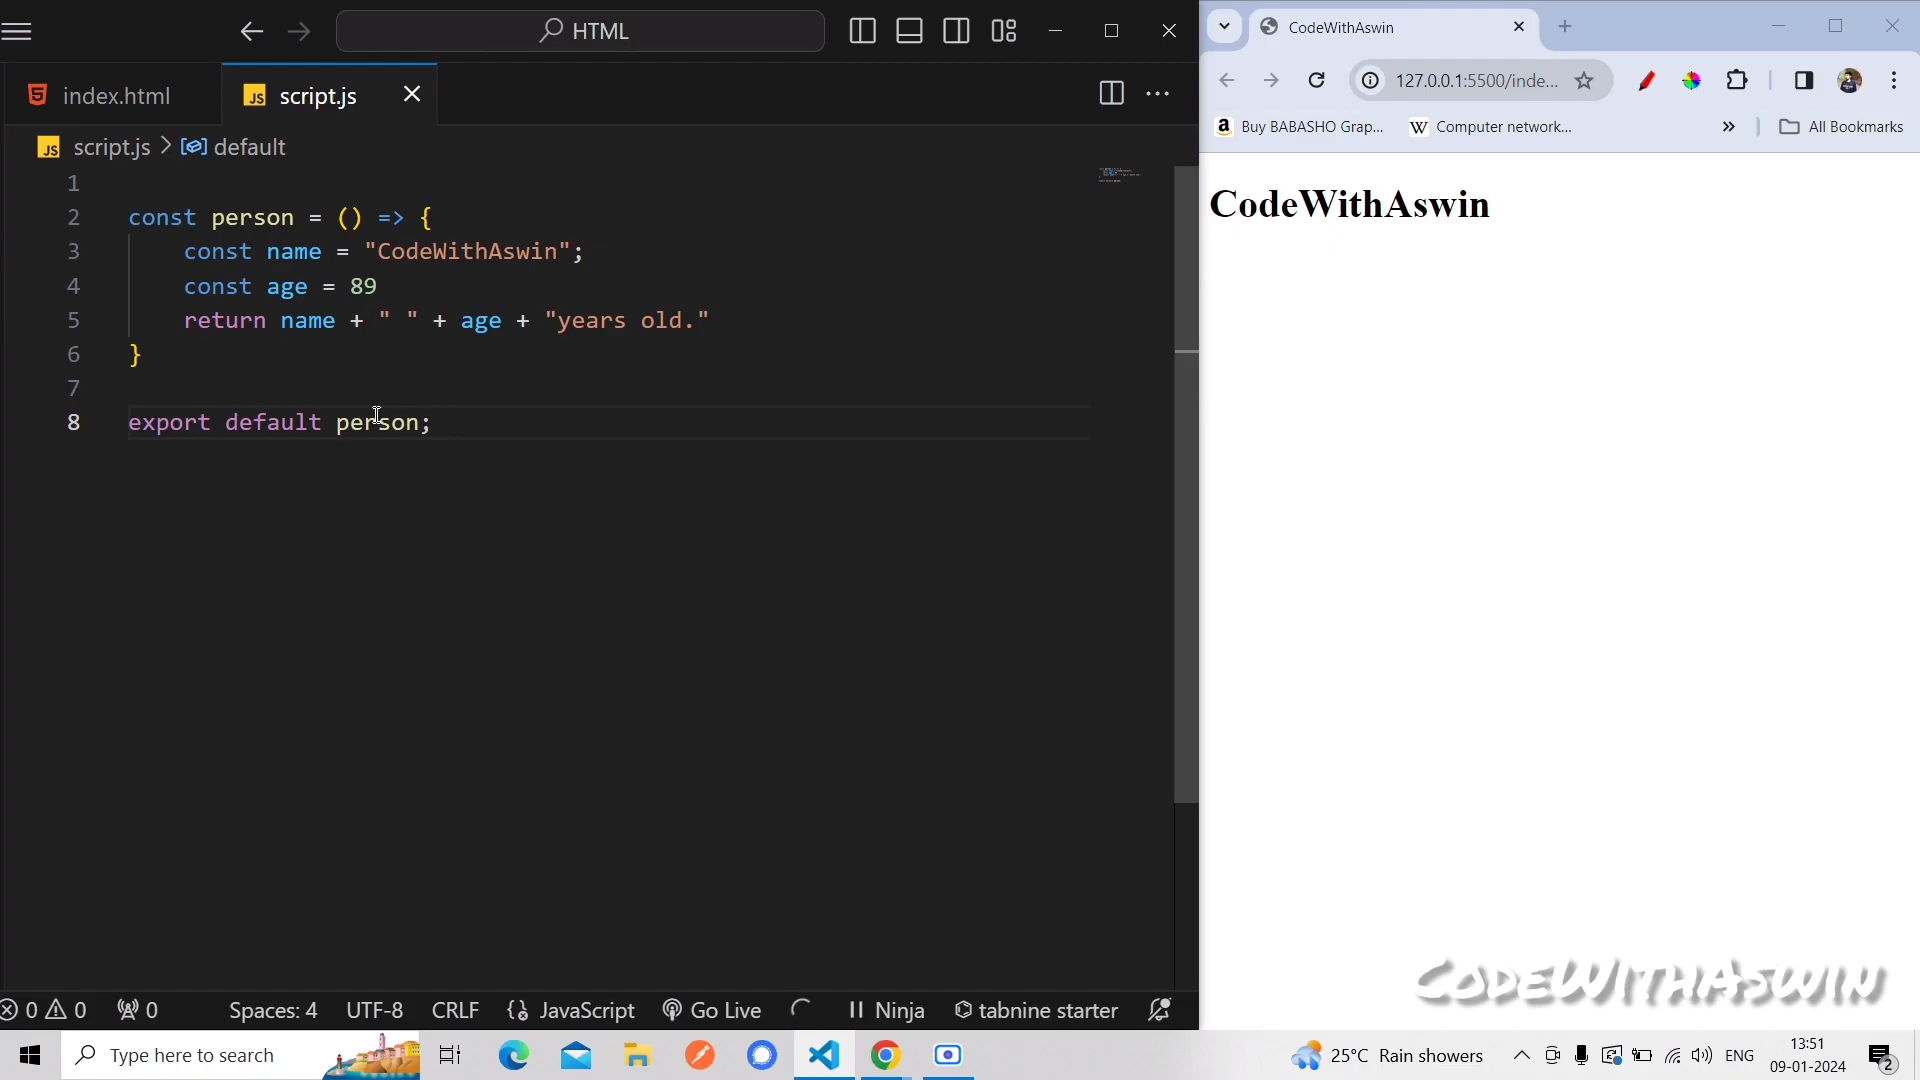 HTML
index.html
script.js
script.js > default
1
2 const person = () => {
3 const name = "CodeWithAswin";
4 const age = 89
5 return name + " " + age + "years old."
6 }
7
8 export default person;
0 0 0 Spaces: 4 UTF-8 CRLF JavaScript Go Live Ninja tabnine starter
CodeWithAswin
127.0.0.1:5500/inde...
Buy BABASHO Grap... Computer network... » All Bookmarks
CodeWithAswin
CodeWithAswin
Type here to search
25°C Rain showers
ENG
13:51
09-01-2024
2